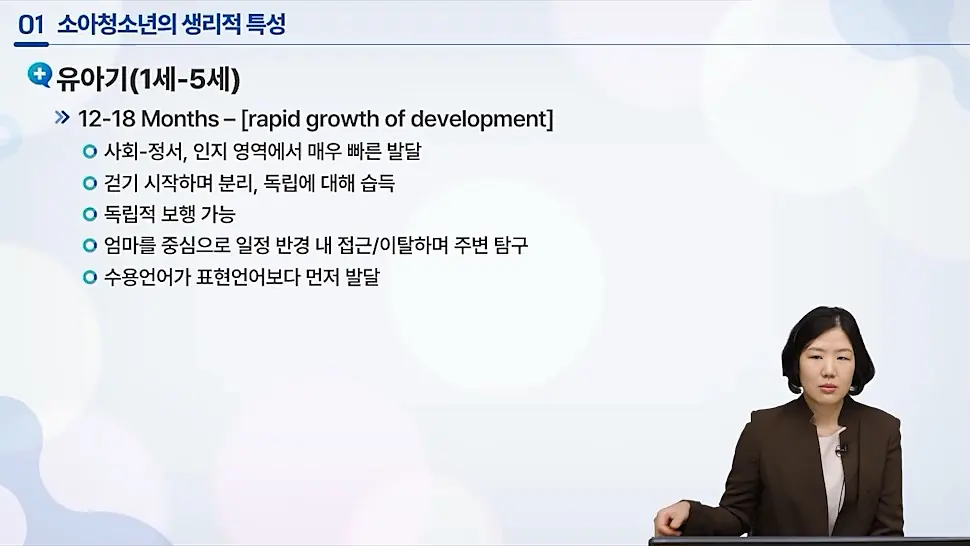 01 소아청소년의 생리적 특성
유아기(1세-5세)
12-18 Months – [rapid growth of development]
사회-정서, 인지 영역에서 매우 빠른 발달
걷기 시작하며 분리, 독립에 대해 습득
독립적 보행 가능
엄마를 중심으로 일정 반경 내 접근/이탈하며 주변 탐구
수용언어가 표현언어보다 먼저 발달